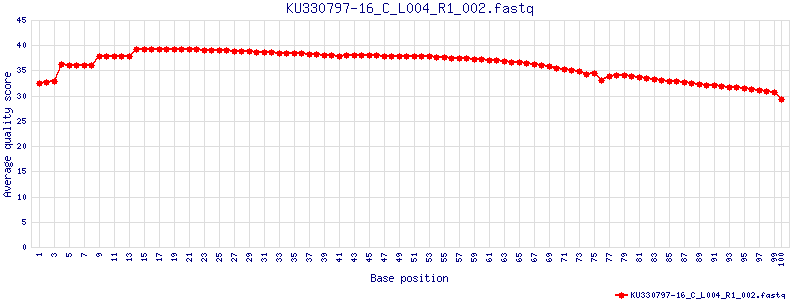 KU330797-16_C_L004_R1_002.fastq
Average quality score
45
40
35
30
25
20
15
10
5
0
1 3 5 7 9 11 13 15 17 19 21 23 25 27 29 31 33 35 37 39 41 43 45 47 49 51 53 55 57 59 61 63 65 67 69 71 73 75 77 79 81 83 85 87 89 91 93 95 97 99 100
Base position
KU330797-16_C_L004_R1_002.fastq